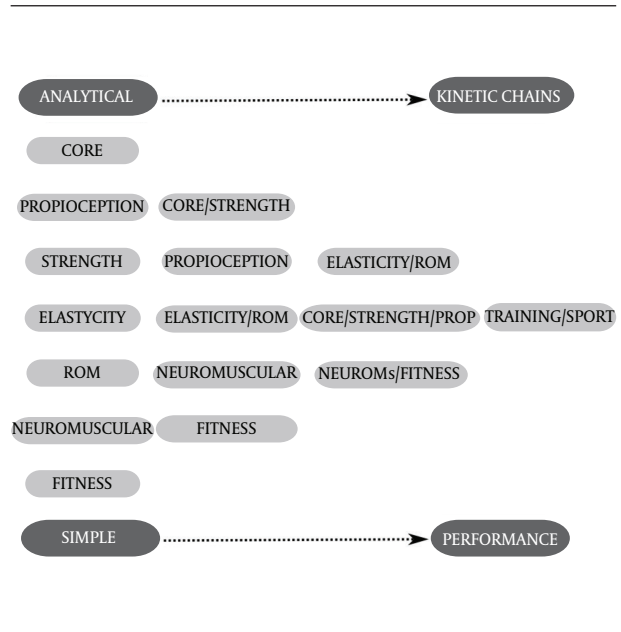 ANALYTICAL KINETIC CHAINS
CORE
PROPIOCEPTION CORE/STRENGTH
STRENGTH PROPIOCEPTION ELASTICITY/ROM
ELASTYCITY ELASTICITY/ROM CORE/STRENGTH/PROP TRAINING/SPORT
ROM NEUROMUSCULAR NEUROMs/FITNESS
NEUROMUSCULAR FITNESS
FITNESS
SIMPLE PERFORMANCE